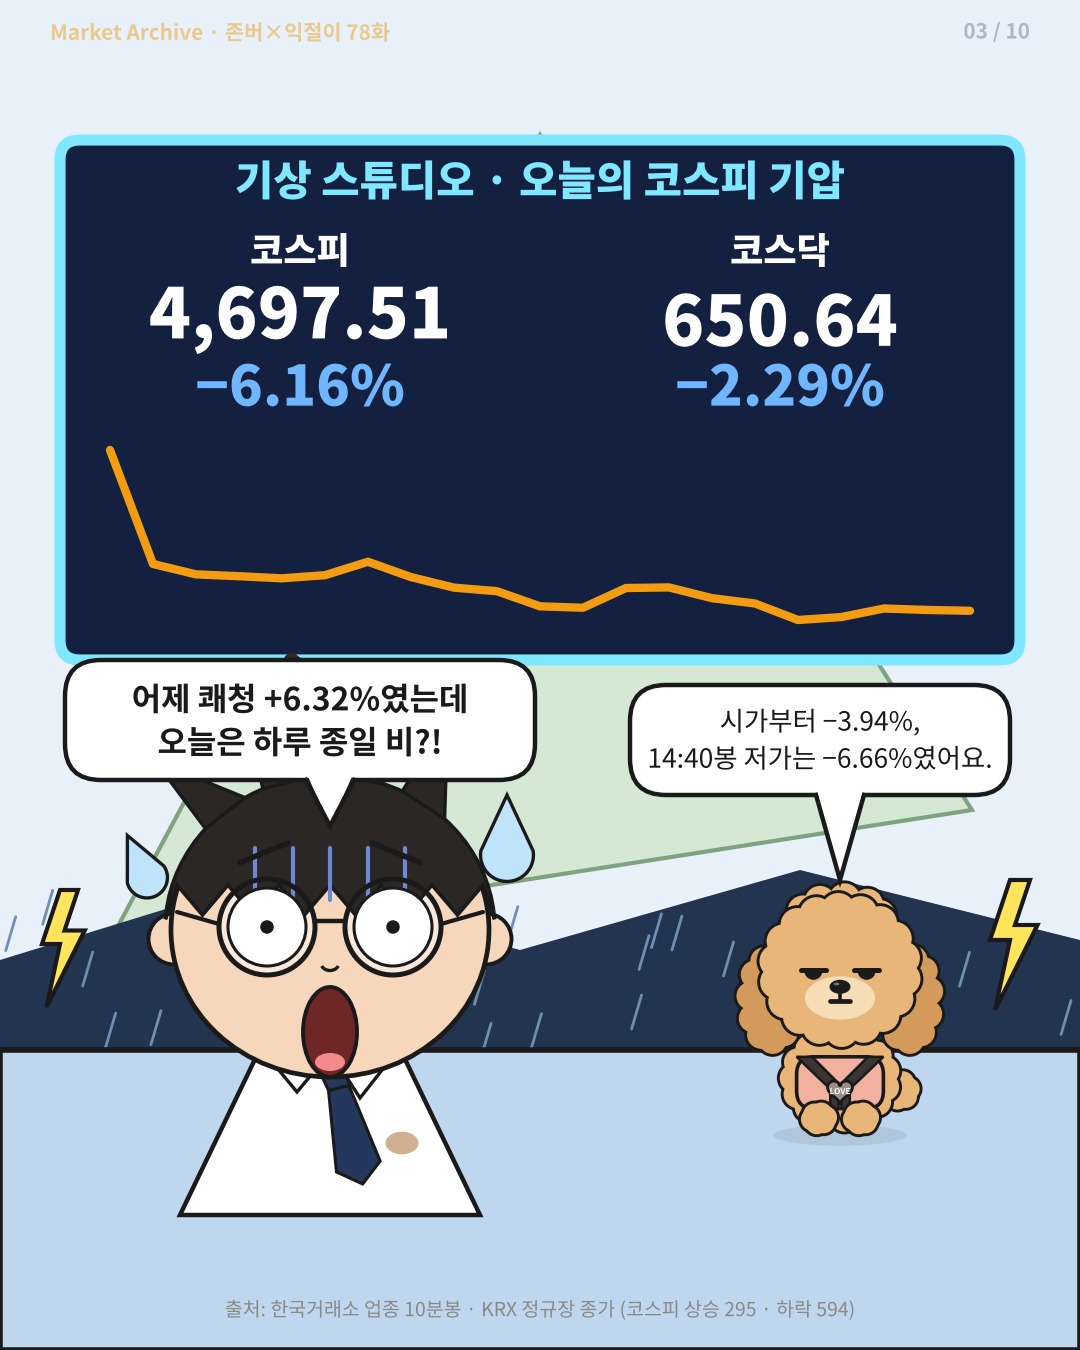 Market Archive · 존버×익절이 78화
03 / 10
기상 스튜디오 · 오늘의 코스피 기압
코스피
4,697.51
−6.16%
코스닥
650.64
−2.29%
어제 쾌청 +6.32%였는데
오늘은 하루 종일 비?!
시가부터 −3.94%,
14:40봉 저가는 −6.66%였어요.
LOVE
출처: 한국거래소 업종 10분봉 · KRX 정규장 종가 (코스피 상승 295 · 하락 594)